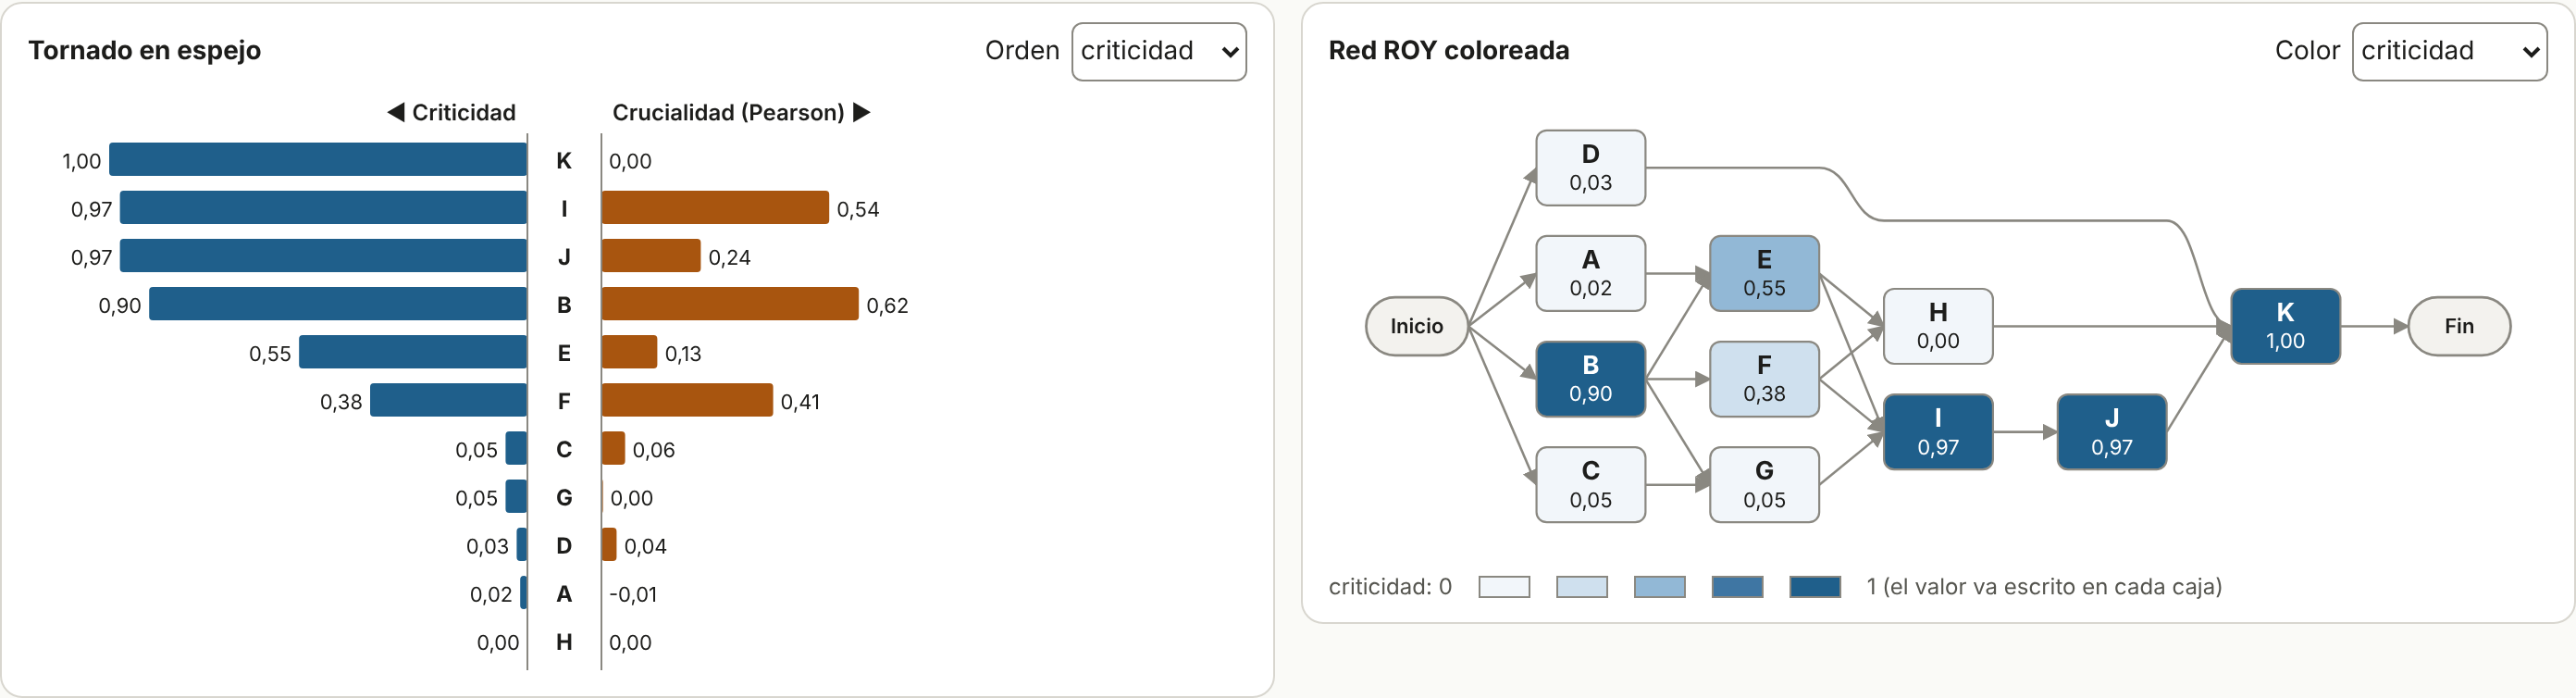 Tornado en espejo
Orden criticidad
◀ Criticidad Crucialidad (Pearson) ▶
1,00 K 0,00
0,97 I 0,54
0,97 J 0,24
0,90 B 0,62
0,55 E 0,13
0,38 F 0,41
0,05 C 0,06
0,05 G 0,00
0,03 D 0,04
0,02 A -0,01
0,00 H 0,00
Red ROY coloreada
Color criticidad
D
0,03
A
0,02
E
0,55
H
0,00
K
1,00
Inicio
Fin
B
0,90
F
0,38
I
0,97
J
0,97
C
0,05
G
0,05
criticidad: 0 1 (el valor va escrito en cada caja)